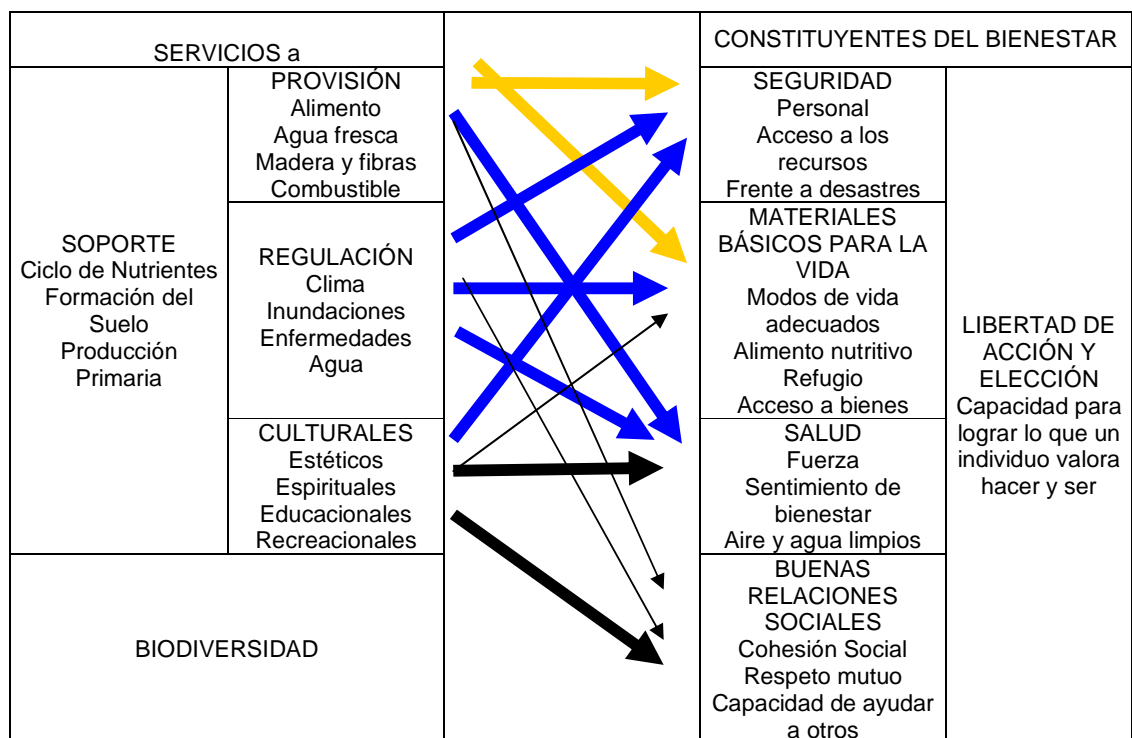 SERVICIOS a
CONSTITUYENTES DEL BIENESTAR
SOPORTE
Ciclo de Nutrientes
Formación del
Suelo
Producción
Primaria
PROVISIÓN
Alimento
Agua fresca
Madera y fibras
Combustible
REGULACIÓN
Clima
Inundaciones
Enfermedades
Agua
CULTURALES
Estéticos
Espirituales
Educacionales
Recreacionales
BIODIVERSIDAD
SEGURIDAD
Personal
Acceso a los
recursos
Frente a desastres
MATERIALES
BÁSICOS PARA LA
VIDA
Modos de vida
adecuados
Alimento nutritivo
Refugio
Acceso a bienes
SALUD
Fuerza
Sentimiento de
bienestar
Aire y agua limpios
BUENAS
RELACIONES
SOCIALES
Cohesión Social
Respeto mutuo
Capacidad de ayudar
a otros
LIBERTAD DE
ACCIÓN Y
ELECCIÓN
Capacidad para
lograr lo que un
individuo valora
hacer y ser